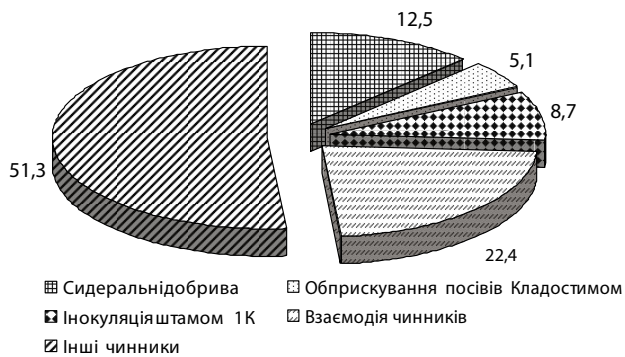 12,5
5,1
8,7
51,3
22,4
Сидеральнідобрива
Обприскування посівів Кладостимом
Інокуляціяштамом 1К
Взаємодія чинників
Інші чинники